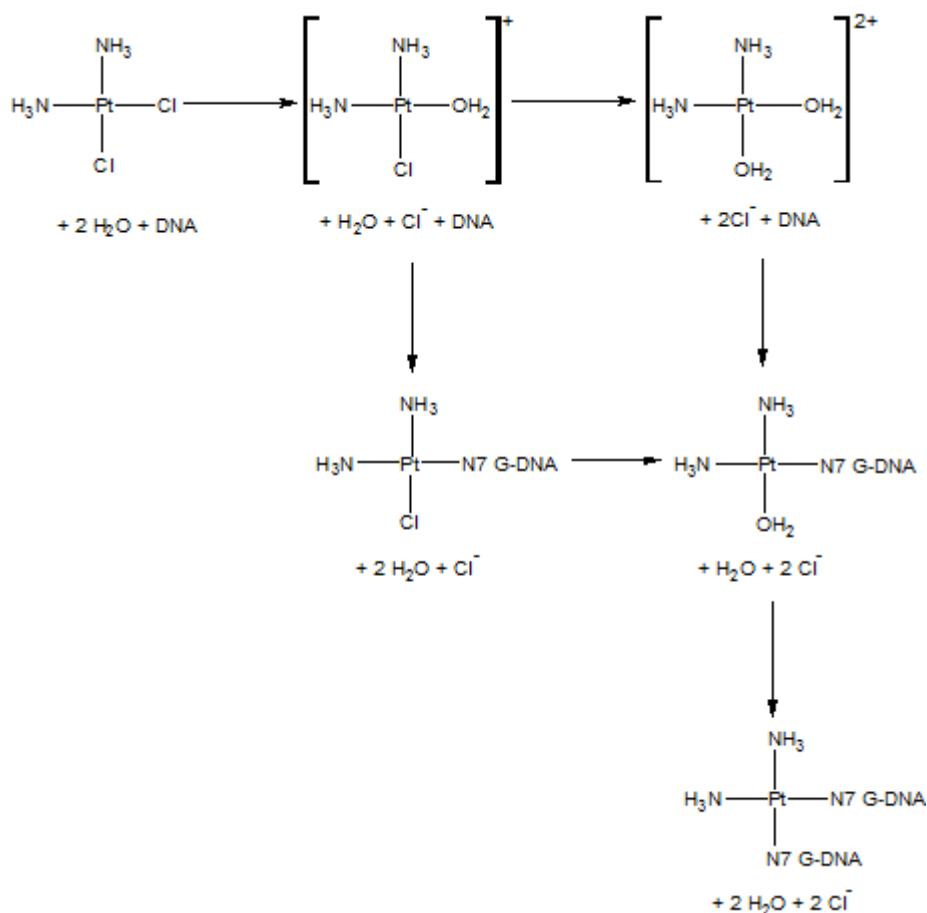 NH3 NH3 + NH3 2+
H3N Pt Cl H3N Pt OH2 H3N Pt OH2
Cl Cl OH2
+ 2 H2O + DNA + H2O + Cl- + DNA + 2Cl- + DNA
NH3 NH3
H3N Pt N7 G-DNA H3N Pt N7 G-DNA
Cl OH2
+ 2 H2O + Cl- + H2O + 2 Cl-
NH3
H3N Pt N7 G-DNA
N7 G-DNA
+ 2 H2O + 2 Cl-